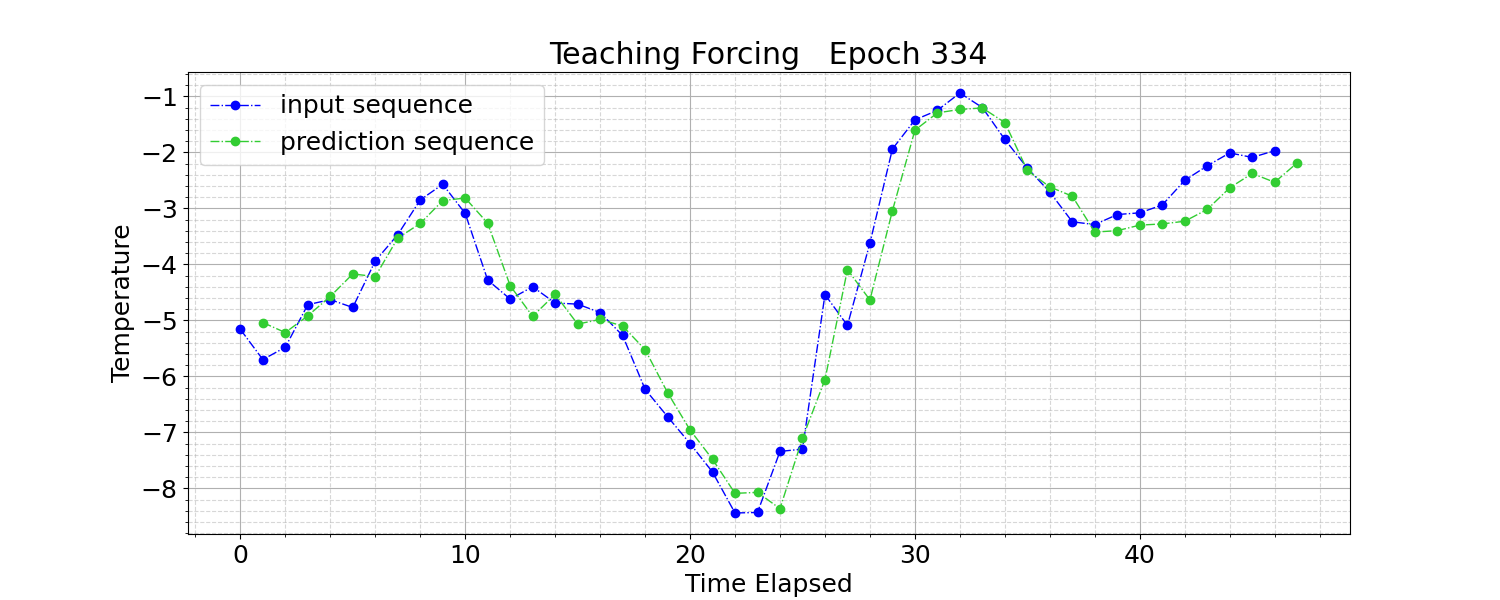 Teaching Forcing   Epoch 334
input sequence
prediction sequence
−1
−2
−3
−4
−5
−6
−7
−8
Temperature
0 10 20 30 40
Time Elapsed